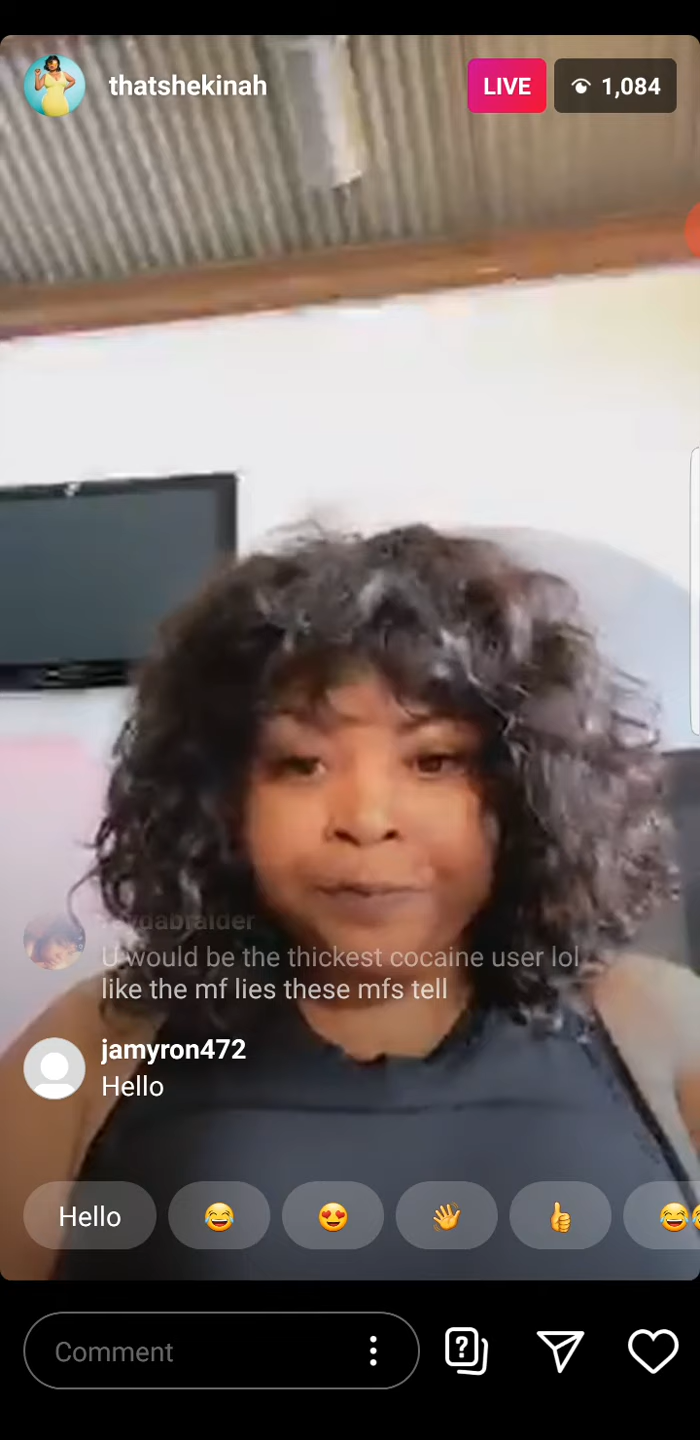 thatshekinah
LIVE
1,084
U would be the thickest cocaine user lol
like the mf lies these mfs tell
jamyron472
Hello
Hello
Comment